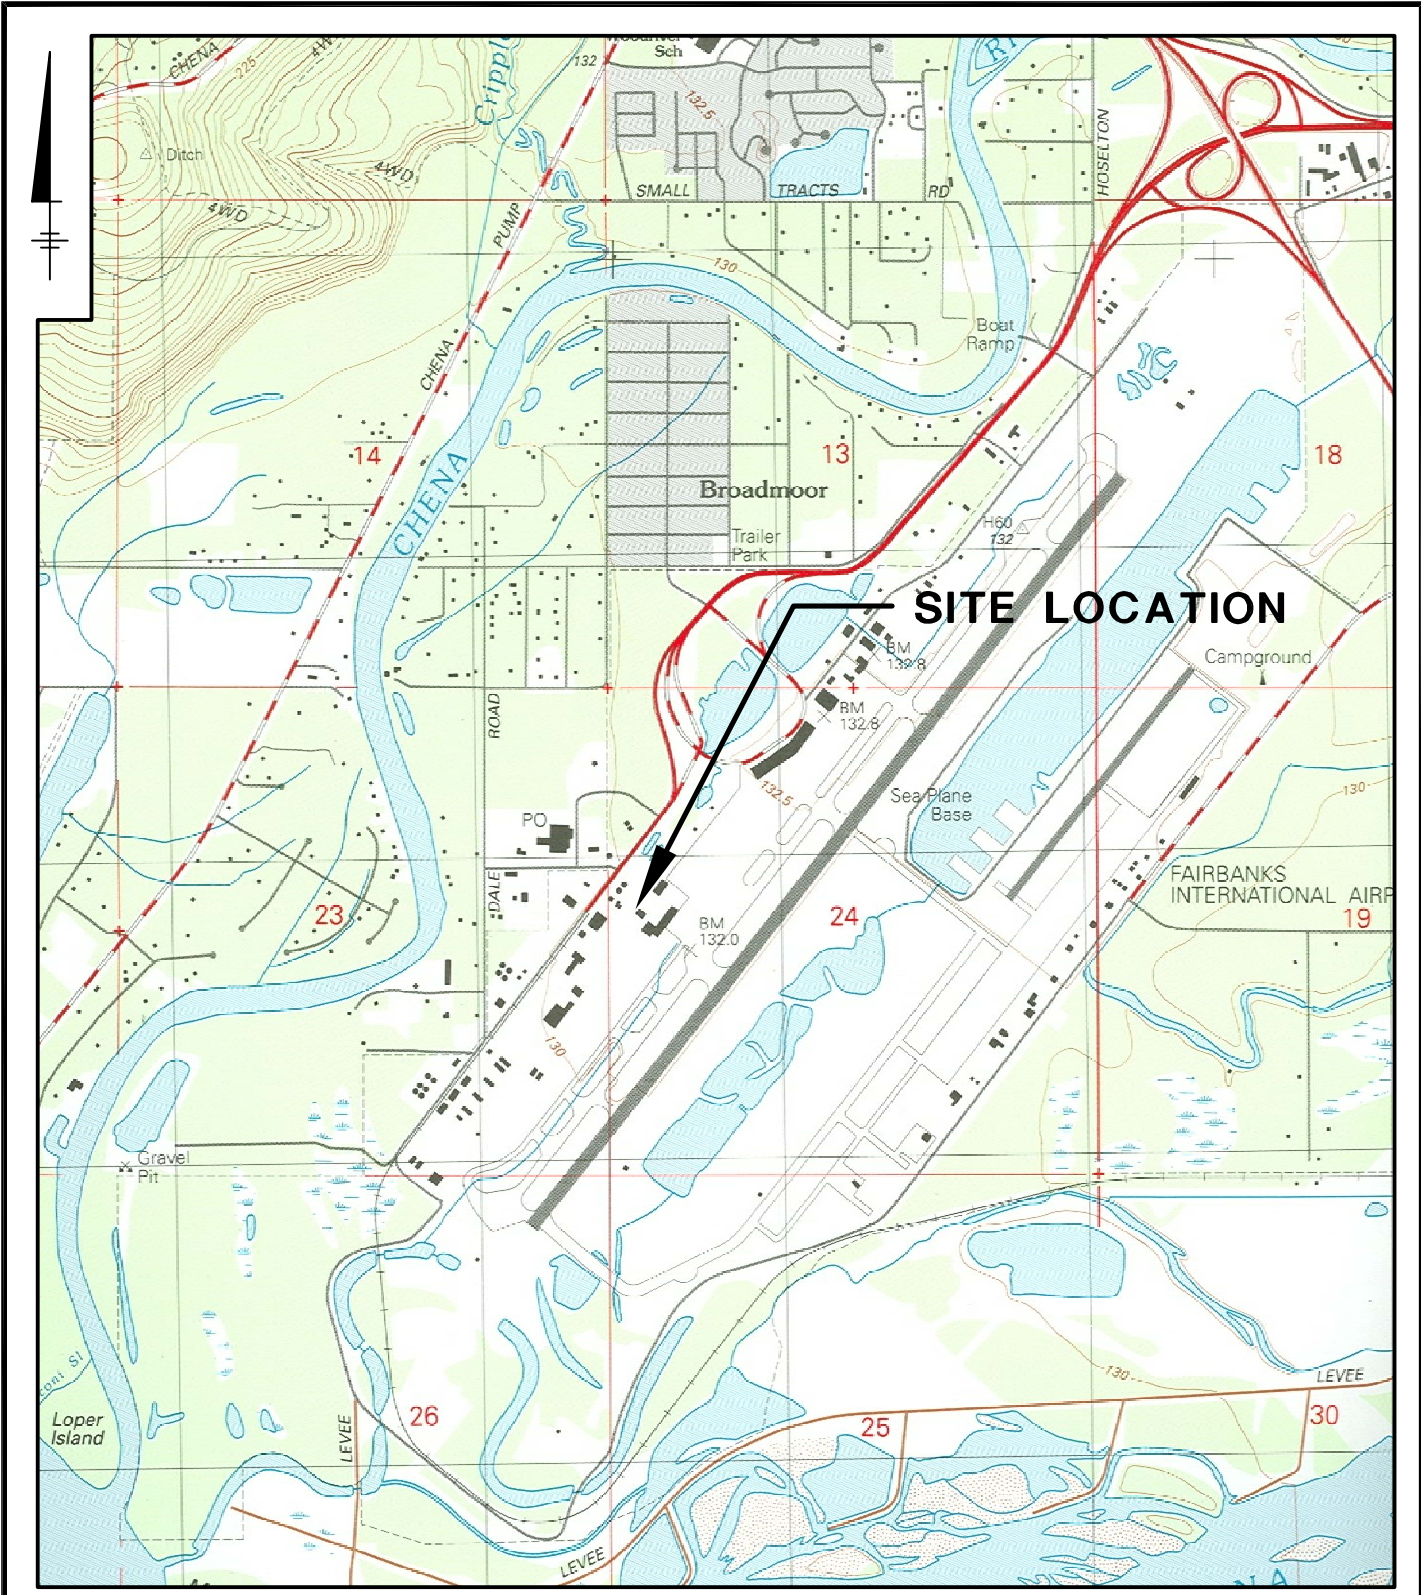 Sch
132
CHENA
225
4WD
Cripple
132.5
Ditch
4WD
4WD
SMALL TRACTS RD
HOSELTON
PUMP
130
CHENA
Boat
Ramp
14
13
18
CHENA
Broadmoor
Trailer
Park
H60
132
SITE LOCATION
BM
132.8
Campground
ROAD
BM
132.8
132.5
Sea Plane
Base
130
PO
FAIRBANKS
INTERNATIONAL AIRP
DALE
23
24
19
BM
132.0
130
Gravel
Pit
130
LEVEE
Loper
Island
LEVEE
26
25
30
LEVEE
N A